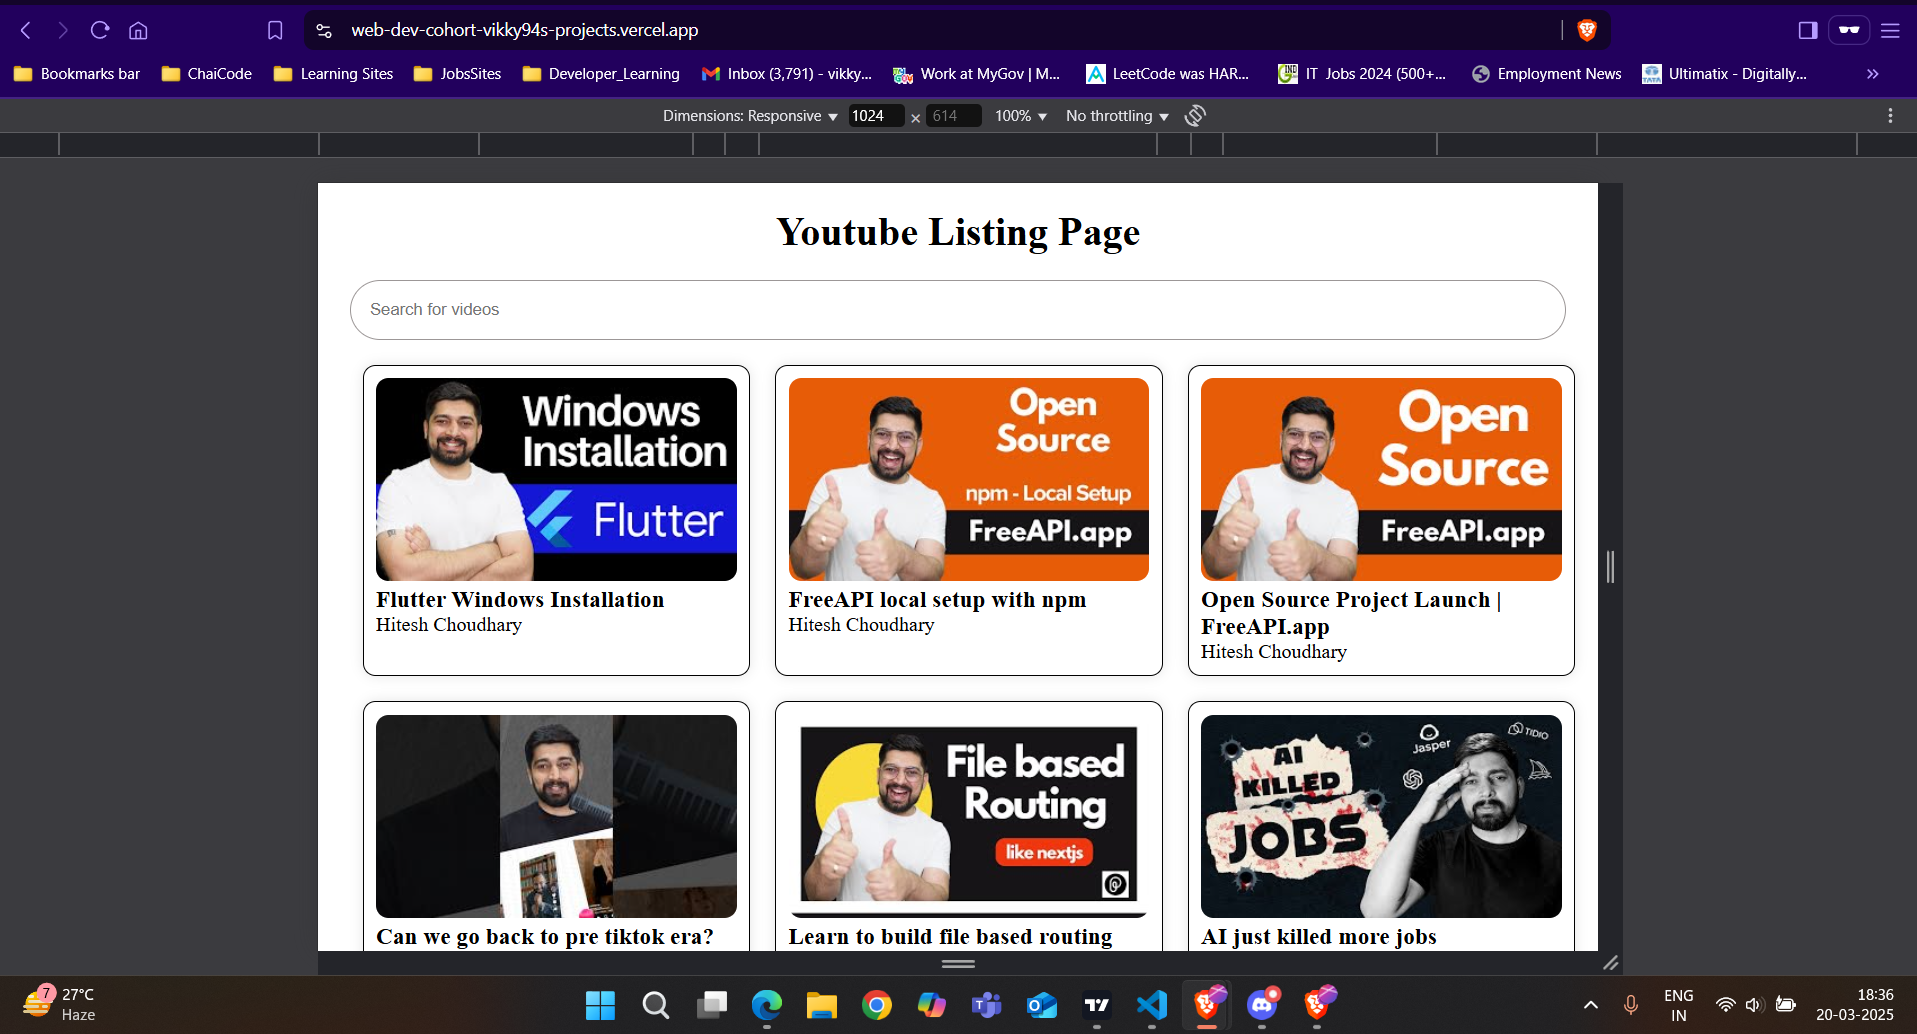 web-dev-cohort-vikky94s-projects.vercel.app
Bookmarks bar
ChaiCode
Learning Sites
JobsSites
Developer_Learning
Inbox (3,791) - vikky...
Work at MyGov | M...
LeetCode was HAR...
IT Jobs 2024 (500+...
Employment News
Ultimatix - Digitally...
»
Dimensions: Responsive ▼ 1024 × 614 100% ▼ No throttling ▼
Youtube Listing Page
Search for videos
Windows
Installation
Flutter
Flutter Windows Installation
Hitesh Choudhary
Open
Source
npm - Local Setup
FreeAPI.app
FreeAPI local setup with npm
Hitesh Choudhary
Open
Source
FreeAPI.app
Open Source Project Launch |
FreeAPI.app
Hitesh Choudhary
Can we go back to pre tiktok era?
File based
Routing
like nextjs
Learn to build file based routing
AI
KILLED
JOBS
Jasper
TIDIO
AI just killed more jobs
7
27°C
Haze
ENG
IN
18:36
20-03-2025